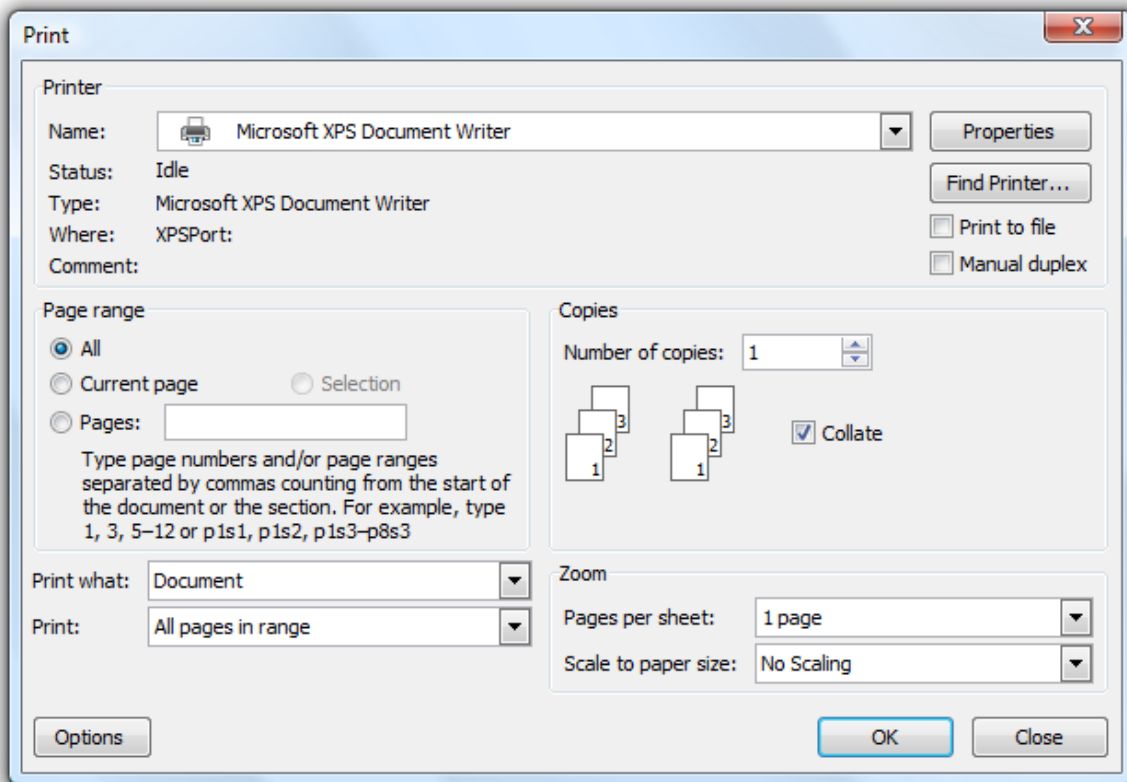 Print
Printer
Name: Microsoft XPS Document Writer Properties
Status: Idle Find Printer...
Type: Microsoft XPS Document Writer
Where: XPSPort: Print to file
Comment: Manual duplex
Page range
All
Current page Selection
Pages:
Type page numbers and/or page ranges
separated by commas counting from the start of
the document or the section. For example, type
1, 3, 5–12 or p1s1, p1s2, p1s3–p8s3
Copies
Number of copies: 1
3 3
2 2
1 1
Collate
Print what: Document
Print: All pages in range
Zoom
Pages per sheet: 1 page
Scale to paper size: No Scaling
Options OK Close